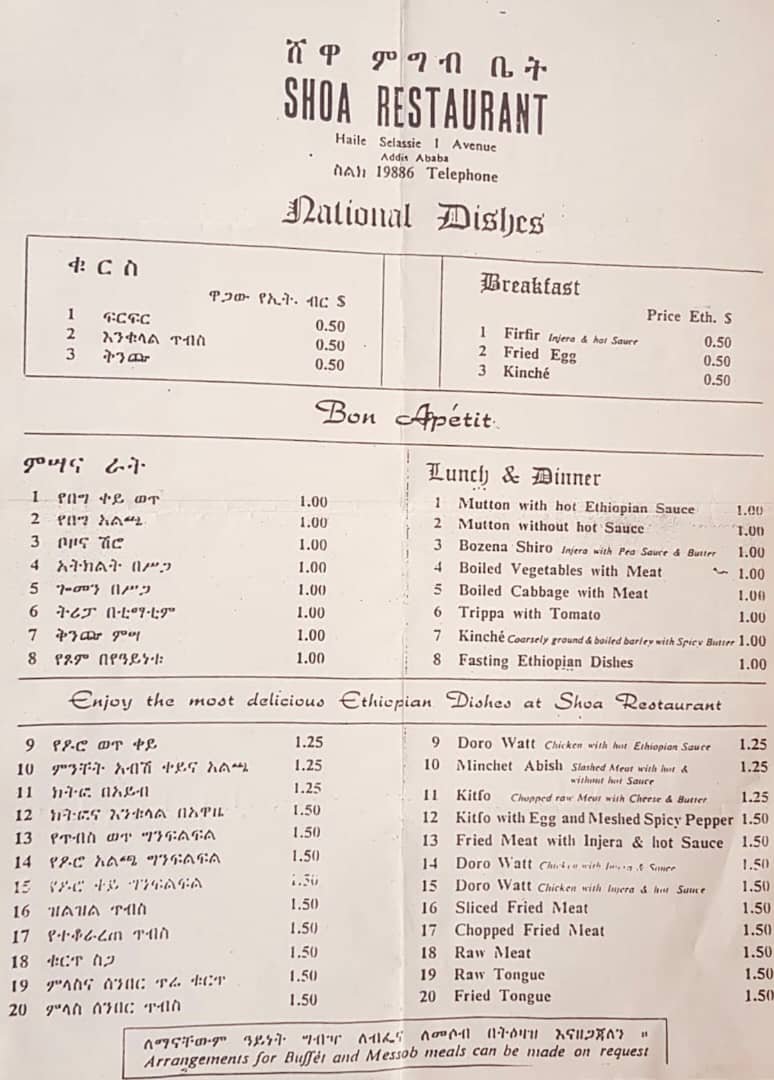 ሸዋ ምግብ ቤት
SHOA RESTAURANT
Haile Selassie I Avenue
Addis Ababa
ስልክ 19886 Telephone
National Dishes
ቁርስ
ዋጋው የኢት. ብር $
1 ፍርፍር 0.50
2 እንቁላል ጥብስ 0.50
3 ቅንጬ 0.50
Breakfast
Price Eth. $
1 Firfir Injera & hot Sauce 0.50
2 Fried Egg 0.50
3 Kinché 0.50
Bon Apétit
ምሣና ራት
1 የበግ ቀይ ወጥ 1.00
2 የበግ አልጫ 1.00
3 ቦዞና ሽሮ 1.00
4 አትክልት በሥጋ 1.00
5 ጐመን በሥጋ 1.00
6 ትሪፓ በቲማቲም 1.00
7 ቅንጬ ምሣ 1.00
8 የጾም በየዓይነቱ 1.00
Lunch & Dinner
1 Mutton with hot Ethiopian Sauce 1.00
2 Mutton without hot Sauce 1.00
3 Bozena Shiro Injera with Pea Sauce & Butter 1.00
4 Boiled Vegetables with Meat 1.00
5 Boiled Cabbage with Meat 1.00
6 Trippa with Tomato 1.00
7 Kinché Coarsely ground & boiled barley with Spicy Butter 1.00
8 Fasting Ethiopian Dishes 1.00
Enjoy the most delicious Ethiopian Dishes at Shoa Restaurant
9 የዶሮ ወጥ ቀይ 1.25
10 ምንቸት አብሽ ቀይና አልጫ 1.25
11 ክትፎ በአይብ 1.25
12 ክትፎና እንቁላል በአዋዜ 1.50
13 የጥብስ ወጥ ግንፍልፍል 1.50
14 የዶሮ አልጫ ግንፍልፍል 1.50
15 የዶሮ ቀይ ግንፍልፍል 1.50
16 ዝልዝል ጥብስ 1.50
17 የተቆራረጠ ጥብስ 1.50
18 ቁርጥ ስጋ 1.50
19 ምላስና ሰንበር ጥሬ ቁርጥ 1.50
20 ምላስ ሰንበር ጥብስ 1.50
9 Doro Watt Chicken with hot Ethiopian Sauce 1.25
10 Minchet Abish Slashed Meat with hot & 1.25
without hot Sauce
11 Kitfo Chopped raw Meat with Cheese & Butter 1.25
12 Kitfo with Egg and Meshed Spicy Pepper 1.50
13 Fried Meat with Injera & hot Sauce 1.50
14 Doro Watt Chicken with Injera & Sauce 1.50
15 Doro Watt Chicken with Injera & hot Sauce 1.50
16 Sliced Fried Meat 1.50
17 Chopped Fried Meat 1.50
18 Raw Meat 1.50
19 Raw Tongue 1.50
20 Fried Tongue 1.50
ለማናቸውም ዓይነት ግብዣ ለብፌና ለመሶብ በትዕዛዝ እናዘጋጃለን ።
Arrangements for Buffét and Messob meals can be made on request